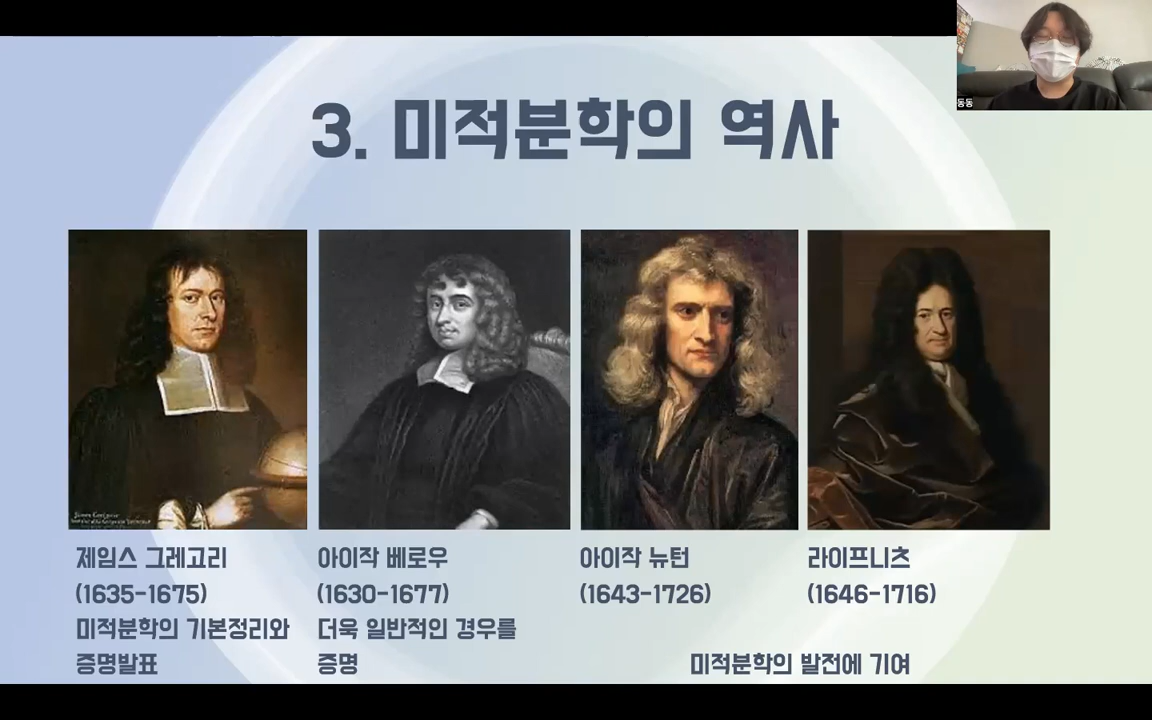 동동
3. 미적분학의 역사
제임스 그레고리
(1635-1675)
미적분학의 기본정리와
증명발표
아이작 베로우
(1630-1677)
더욱 일반적인 경우를
증명
아이작 뉴턴
(1643-1726)
라이프니츠
(1646-1716)
미적분학의 발전에 기여